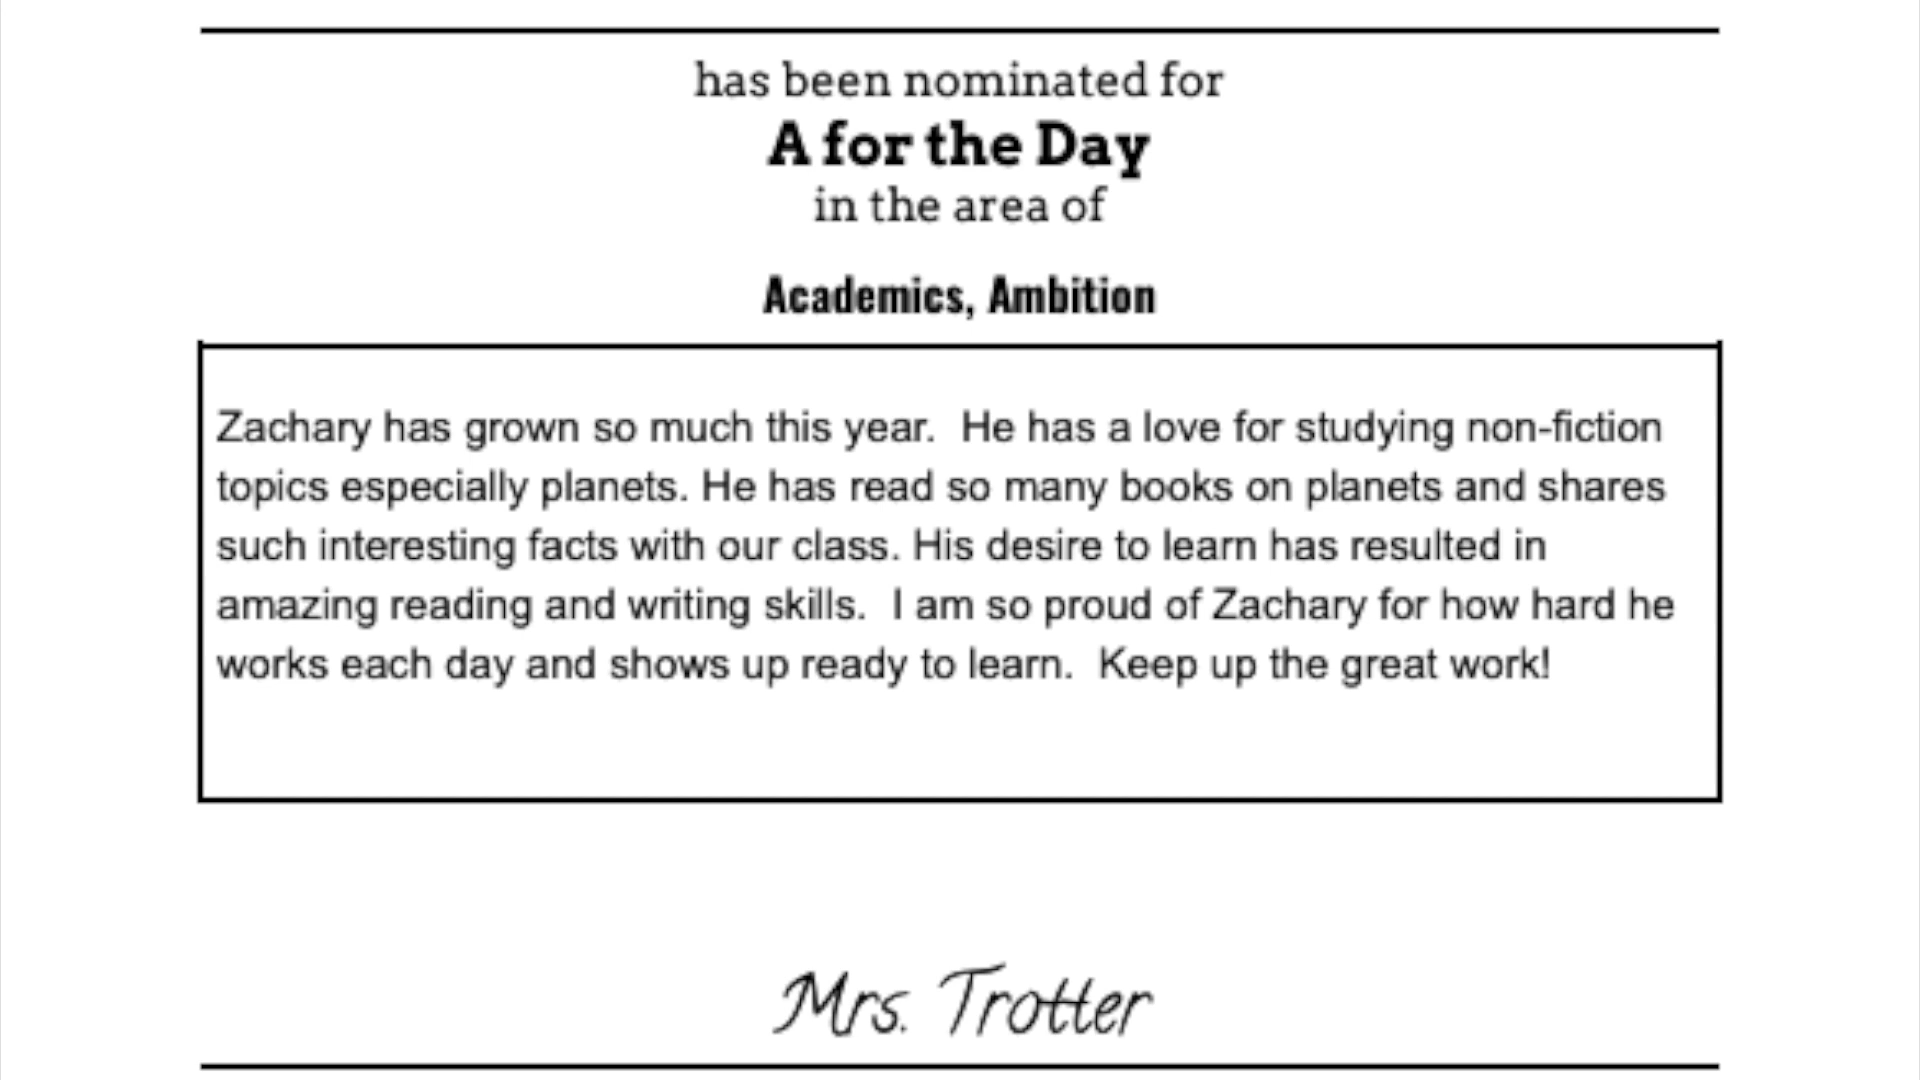 has been nominated for
A for the Day
in the area of
Academics, Ambition
Zachary has grown so much this year.  He has a love for studying non-fiction
topics especially planets. He has read so many books on planets and shares
such interesting facts with our class. His desire to learn has resulted in
amazing reading and writing skills.  I am so proud of Zachary for how hard he
works each day and shows up ready to learn.  Keep up the great work!
Mrs. Trotter